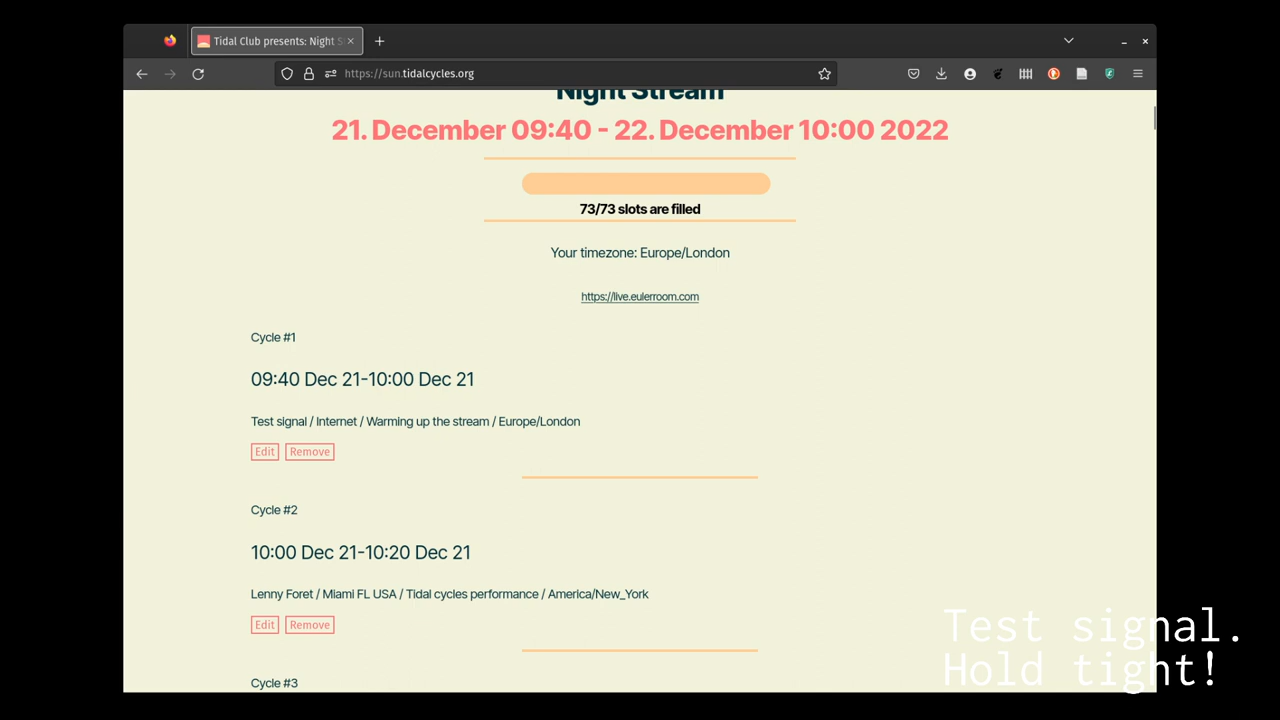 Tidal Club presents: Night S
https://sun.tidalcycles.org
Night Stream
21. December 09:40 - 22. December 10:00 2022
73/73 slots are filled
Your timezone: Europe/London
https://live.eulerroom.com
Cycle #1
09:40 Dec 21-10:00 Dec 21
Test signal / Internet / Warming up the stream / Europe/London
Edit Remove
Cycle #2
10:00 Dec 21-10:20 Dec 21
Lenny Foret / Miami FL USA / Tidal cycles performance / America/New_York
Edit Remove
Cycle #3
Test signal.
Hold tight!